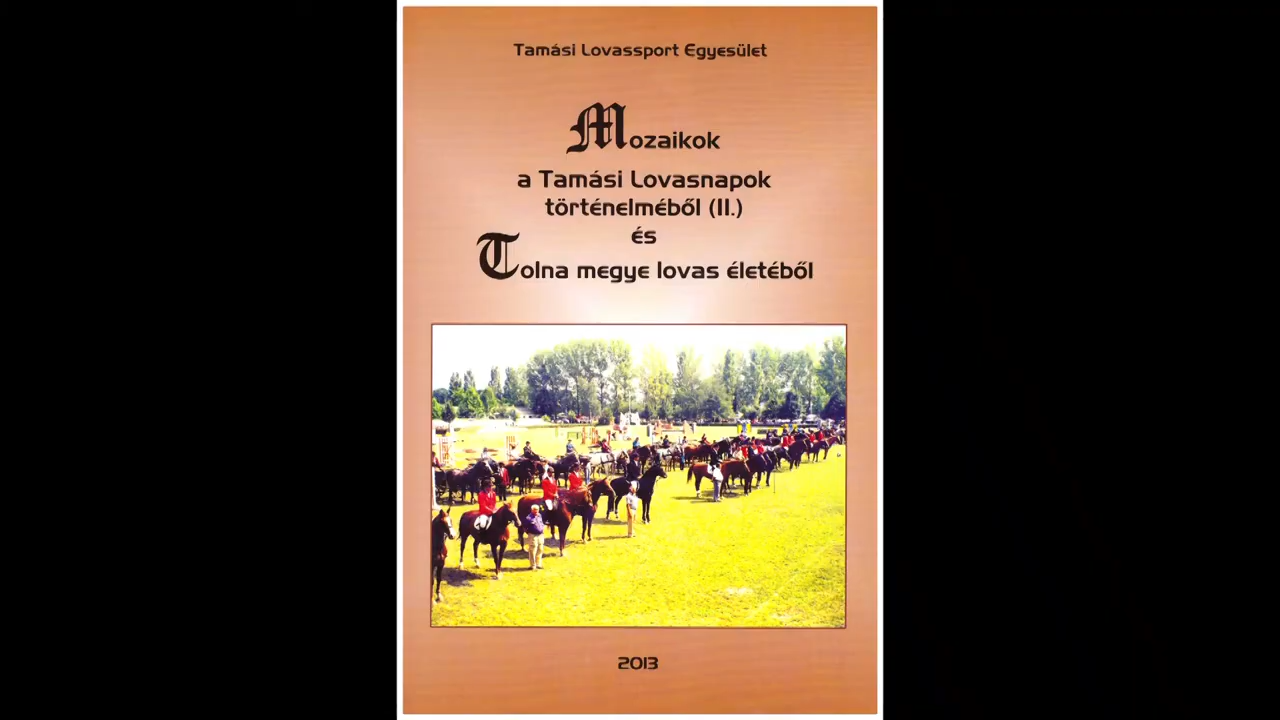 Tamási Lovassport Egyesület
Mozaikok
a Tamási Lovasnapok
történelméből (II.)
és
Tolna megye lovas életéből
2013